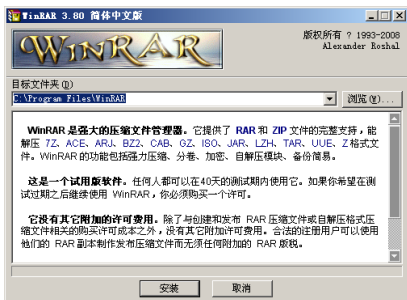 WinRAR 3.80 简体中文版
WINRAR
版权所有 ? 1993-2008
Alexander Roshal
目标文件夹(D)
C:\Program Files\WinRAR
浏览(W)...
WinRAR 是强大的压缩文件管理器。它提供了 RAR 和 ZIP 文件的完整支持，能
解压 7Z、ACE、ARJ、BZ2、CAB、GZ、ISO、JAR、LZH、TAR、UUE、Z 格式文
件。WinRAR 的功能包括强力压缩、分卷、加密、自解压模块、备份简易。
这是一个试用版软件。任何人都可以在40天的测试期内使用它。如果你希望在测
试过期之后继续使用 WinRAR，你必须购买一个许可。
它没有其它附加的许可费用。除了与创建和发布 RAR 压缩文件或自解压格式压
缩文件相关的购买许可成本之外，没有其它附加许可费用。合法的注册用户可以使用
他们的 RAR 副本制作发布压缩文件而无须任何附加的 RAR 版税。
安装
取消